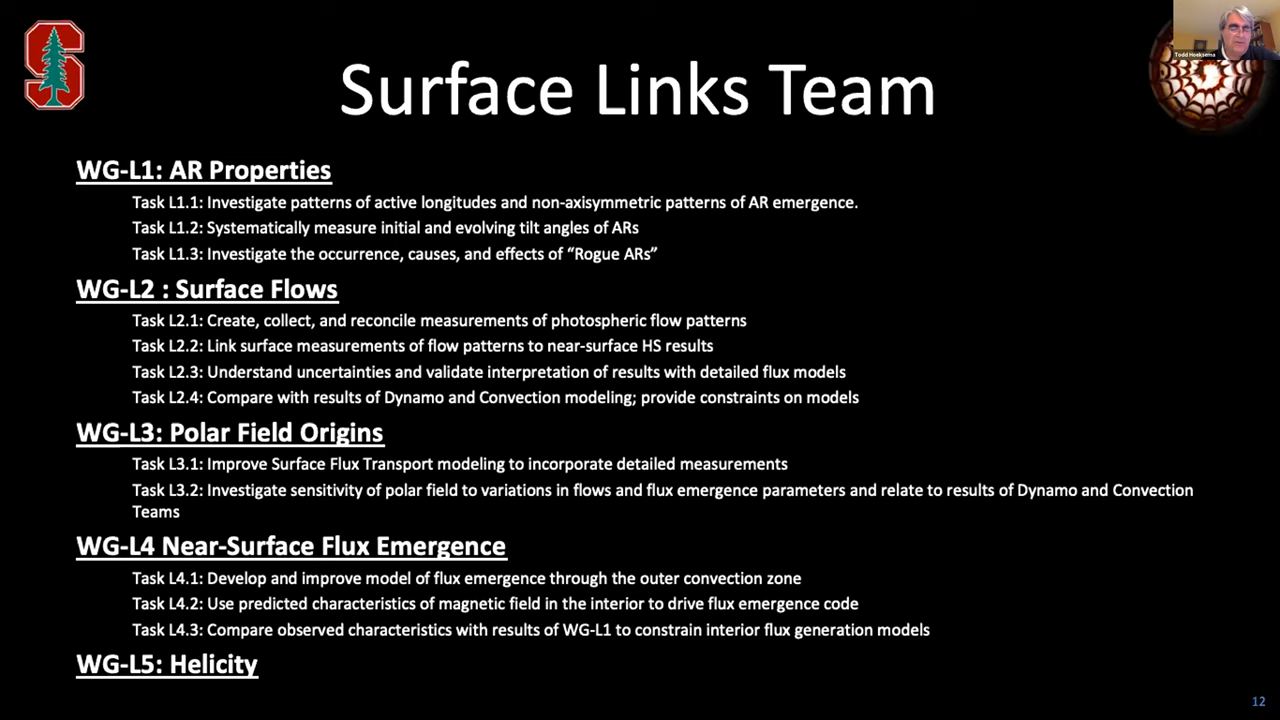 Todd Hoeksema
Surface Links Team
WG-L1: AR Properties
Task L1.1: Investigate patterns of active longitudes and non-axisymmetric patterns of AR emergence.
Task L1.2: Systematically measure initial and evolving tilt angles of ARs
Task L1.3: Investigate the occurrence, causes, and effects of “Rogue ARs”
WG-L2 : Surface Flows
Task L2.1: Create, collect, and reconcile measurements of photospheric flow patterns
Task L2.2: Link surface measurements of flow patterns to near-surface HS results
Task L2.3: Understand uncertainties and validate interpretation of results with detailed flux models
Task L2.4: Compare with results of Dynamo and Convection modeling; provide constraints on models
WG-L3: Polar Field Origins
Task L3.1: Improve Surface Flux Transport modeling to incorporate detailed measurements
Task L3.2: Investigate sensitivity of polar field to variations in flows and flux emergence parameters and relate to results of Dynamo and Convection
Teams
WG-L4 Near-Surface Flux Emergence
Task L4.1: Develop and improve model of flux emergence through the outer convection zone
Task L4.2: Use predicted characteristics of magnetic field in the interior to drive flux emergence code
Task L4.3: Compare observed characteristics with results of WG-L1 to constrain interior flux generation models
WG-L5: Helicity
12